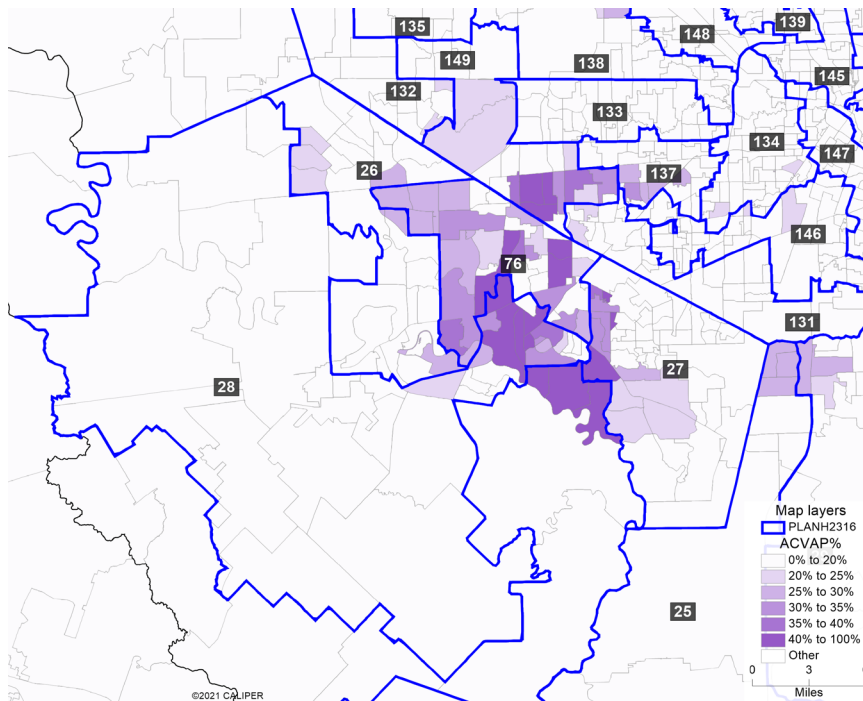 135
139
148
149
138
145
132
133
134
147
26
137
146
76
131
27
28
25
Map layers
PLANH2316
ACVAP%
0% to 20%
20% to 25%
25% to 30%
30% to 35%
35% to 40%
40% to 100%
Other
0 3
Miles
©2021 CALIPER